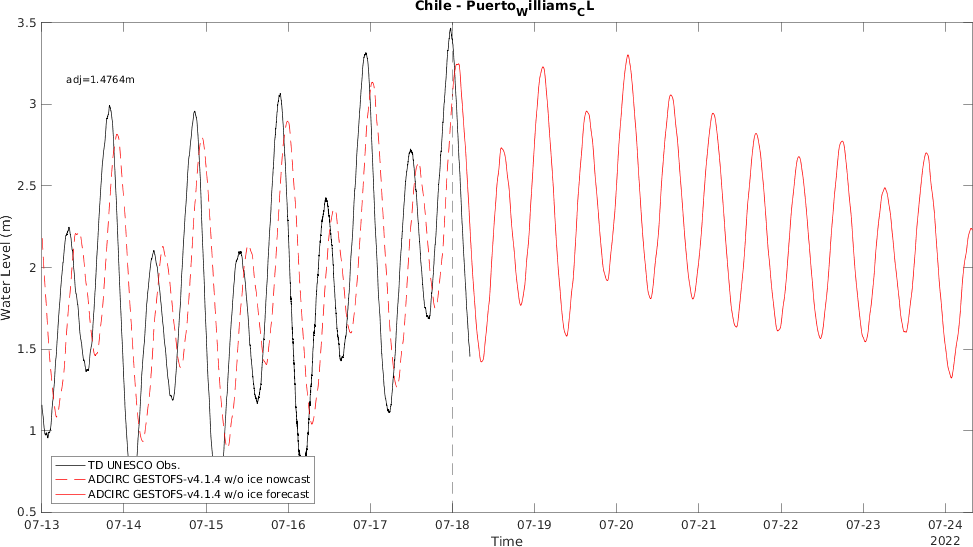 Chile - PuertoWilliamsCL
3.5
adj=1.4764m
3
2.5
2
1.5
1
0.5
Water Level (m)
TD UNESCO Obs.
ADCIRC GESTOFS-v4.1.4 w/o ice nowcast
ADCIRC GESTOFS-v4.1.4 w/o ice forecast
07-13 07-14 07-15 07-16 07-17 07-18 07-19 07-20 07-21 07-22 07-23 07-24
Time
2022